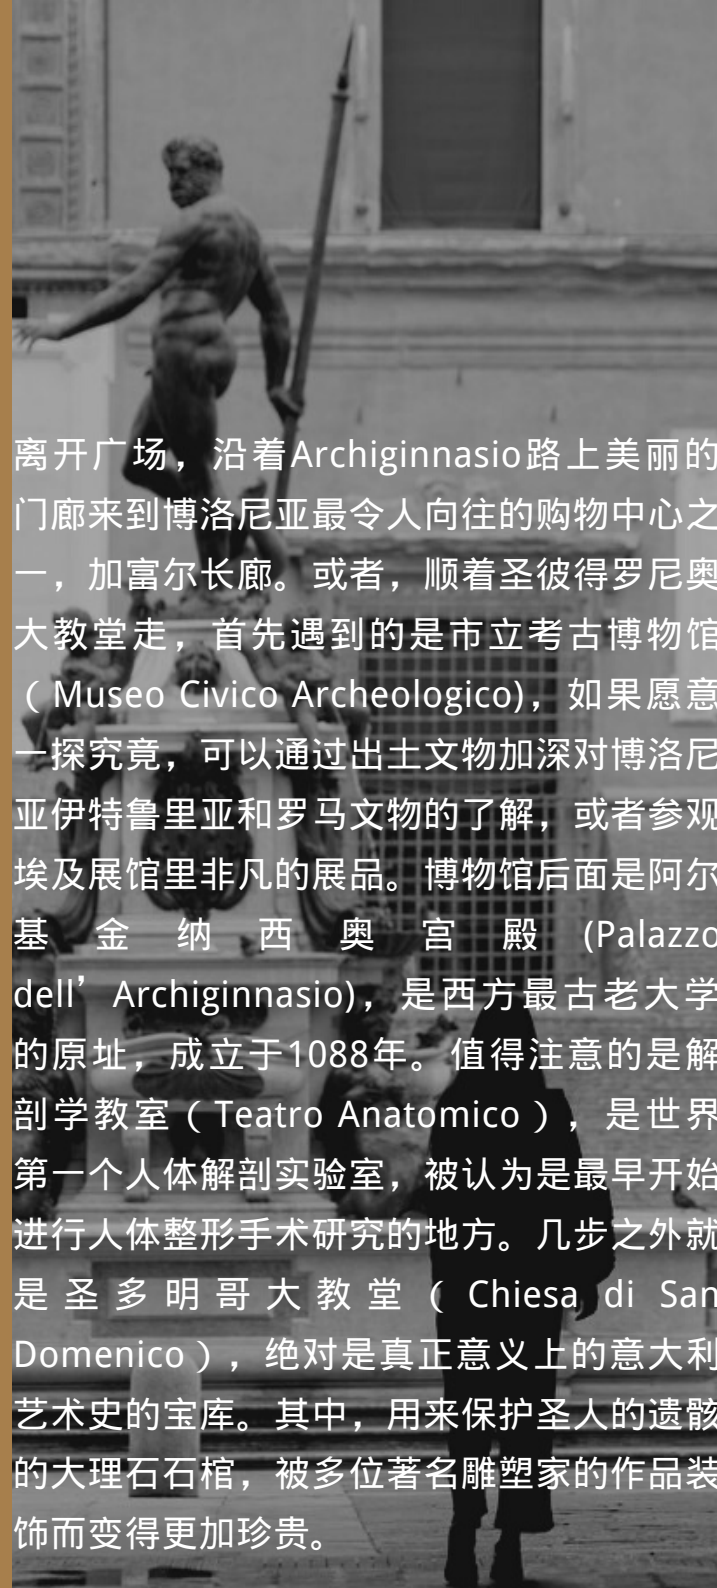 离开广场，沿着Archiginnasio路上美丽的
门廊来到博洛尼亚最令人向往的购物中心之
一，加富尔长廊。或者，顺着圣彼得罗尼奥
大教堂走，首先遇到的是市立考古博物馆
（Museo Civico Archeologico)，如果愿意
一探究竟，可以通过出土文物加深对博洛尼
亚伊特鲁里亚和罗马文物的了解，或者参观
埃及展馆里非凡的展品。博物馆后面是阿尔
基金纳西奥宫殿(Palazzo
dell’Archiginnasio)，是西方最古老大学
的原址，成立于1088年。值得注意的是解
剖学教室（Teatro Anatomico），是世界
第一个人体解剖实验室，被认为是最早开始
进行人体整形手术研究的地方。几步之外就
是圣多明哥大教堂（Chiesa di San
Domenico），绝对是真正意义上的意大利
艺术史的宝库。其中，用来保护圣人的遗骸
的大理石石棺，被多位著名雕塑家的作品装
饰而变得更加珍贵。